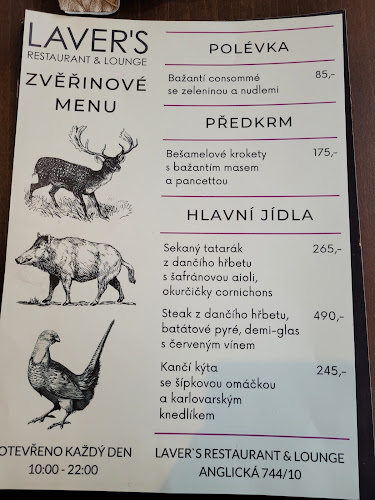 LAVER'S
RESTAURANT & LOUNGE
ZVĚŘINOVÉ
MENU
POLÉVKA
Bažantí consommé 85,-
se zeleninou a nudlemi
PŘEDKRM
Bešamelové krokety 175,-
s bažantím masem
a pancettou
HLAVNÍ JÍDLA
Sekaný tatarák 265,-
z dančího hřbetu
s šafránovou aioli,
okurčičky cornichons
Steak z dančího hřbetu, 490,-
batátové pyré, demi-glas
s červeným vínem
Kančí kýta 245,-
se šípkovou omáčkou
a karlovarským
knedlíkem
OTEVŘENO KAŽDÝ DEN
10:00 - 22:00
LAVER`S RESTAURANT & LOUNGE
ANGLICKÁ 744/10